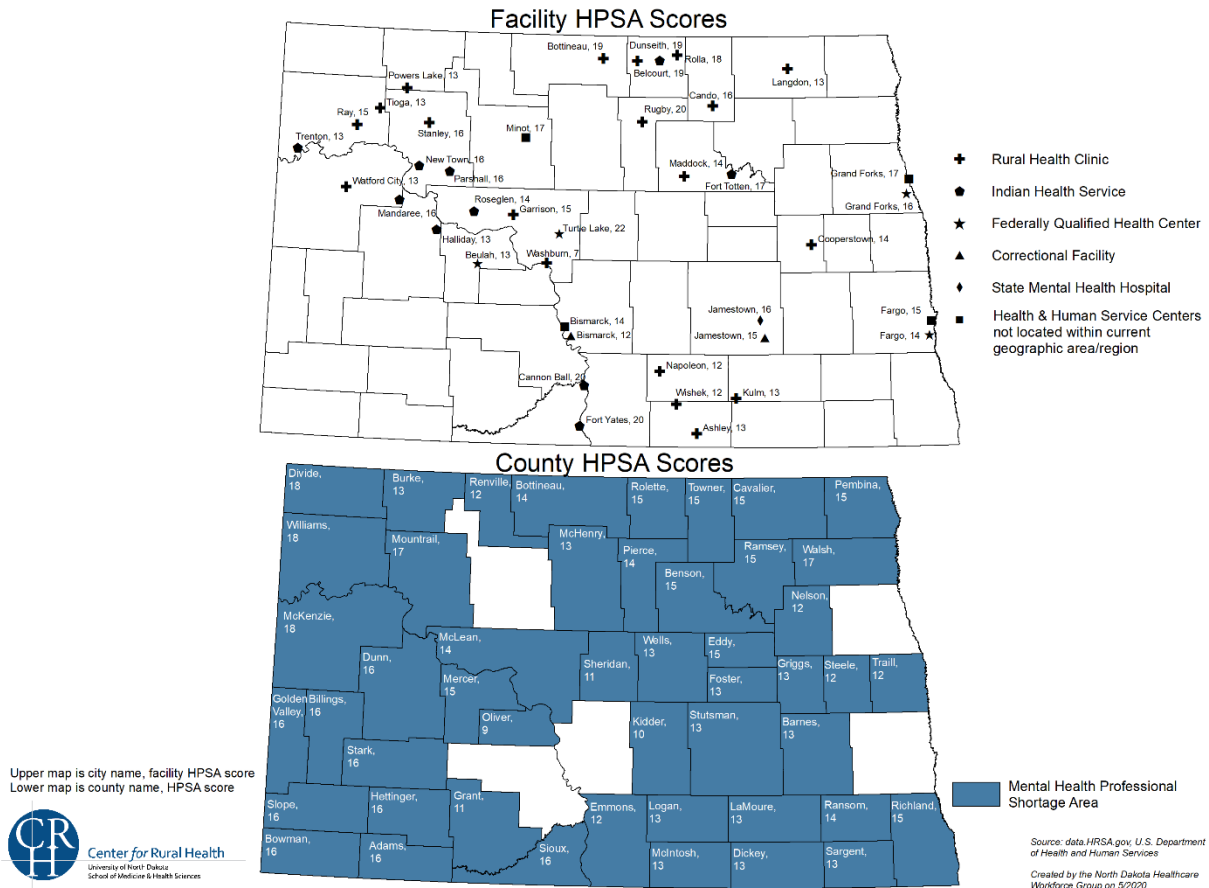 Facility HPSA Scores
Bottineau, 19
Dunseith, 19
Rolla, 18
Belcourt, 19
Langdon, 13
Powers Lake, 13
Tioga, 13
Cando, 16
Ray, 15
Rugby, 20
Stanley, 16
Minot, 17
Trenton, 13
New Town, 16
Parshall, 16
Maddock, 14
Fort Totten, 17
Grand Forks, 17
Grand Forks, 16
Watford City, 13
Mandaree, 16
Roseglen, 14
Garrison, 15
Turtle Lake, 22
Halliday, 13
Beulah, 13
Washburn, 7
Cooperstown, 14
Bismarck, 14
Bismarck, 12
Jamestown, 16
Jamestown, 15
Fargo, 15
Fargo, 14
Cannon Ball, 20
Napoleon, 12
Wishek, 12
Kulm, 13
Fort Yates, 20
Ashley, 13
Rural Health Clinic
Indian Health Service
Federally Qualified Health Center
Correctional Facility
State Mental Health Hospital
Health & Human Service Centers
not located within current
geographic area/region
County HPSA Scores
Divide,
18
Burke,
13
Renville,
12
Bottineau,
14
Rolette,
15
Towner,
15
Cavalier,
15
Pembina,
15
Williams,
18
Mountrail,
17
McHenry,
13
Pierce,
14
Benson,
15
Ramsey,
15
Walsh,
17
Nelson,
12
McKenzie,
18
Dunn,
16
McLean,
14
Mercer,
15
Oliver,
9
Sheridan,
11
Wells,
13
Eddy,
15
Foster,
13
Griggs,
13
Steele,
12
Traill,
12
Golden
Valley,
16
Billings,
16
Stark,
16
Kidder,
10
Stutsman,
13
Barnes,
13
Slope,
16
Hettinger,
16
Grant,
11
Bowman,
16
Adams,
16
Sioux,
16
Emmons,
12
Logan,
13
LaMoure,
13
Ransom,
14
Richland,
15
McIntosh,
13
Dickey,
13
Sargent,
13
Mental Health Professional
Shortage Area
Upper map is city name, facility HPSA score
Lower map is county name, HPSA score
CRH
Center for Rural Health
University of North Dakota
School of Medicine & Health Sciences
Source: data.HRSA.gov, U.S. Department
of Health and Human Services
Created by the North Dakota Healthcare
Workforce Group on 5/2020